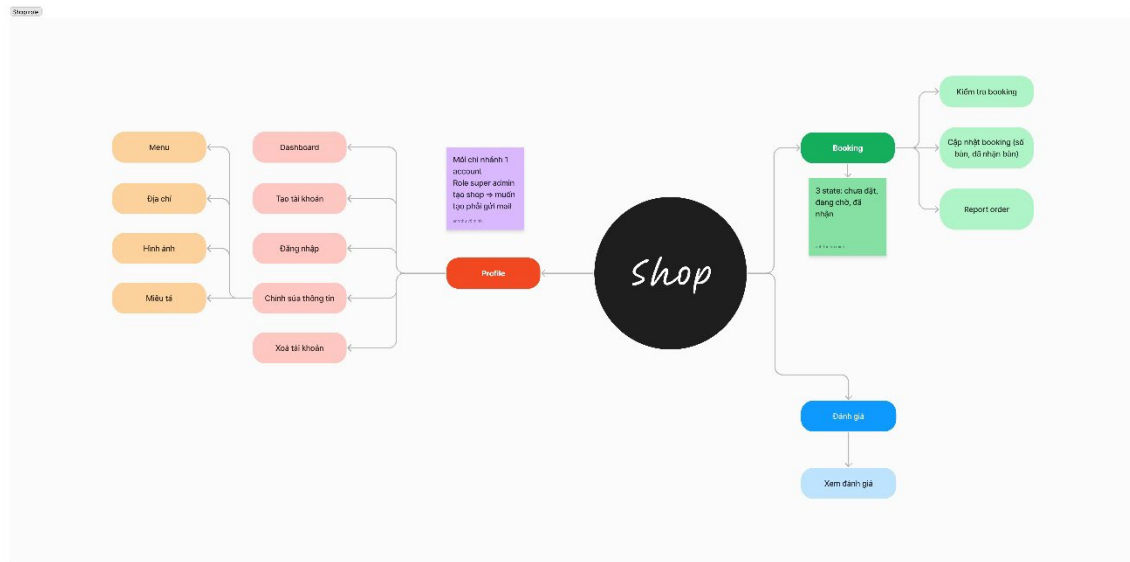 Shop role
Menu
Địa chỉ
Hình ảnh
Miêu tả
Dashboard
Tạo tài khoản
Đăng nhập
Chỉnh sửa thông tin
Xoá tài khoản
Mỗi chi nhánh 1
account
Role super admin
tạo shop => muốn
tạo phải gửi mail
Profile
Shop
Booking
3 state: chưa đặt,
đang chờ, đã
nhận
Kiểm tra booking
Cập nhật booking (số
bàn, đã nhận bàn)
Report order
Đánh giá
Xem đánh giá